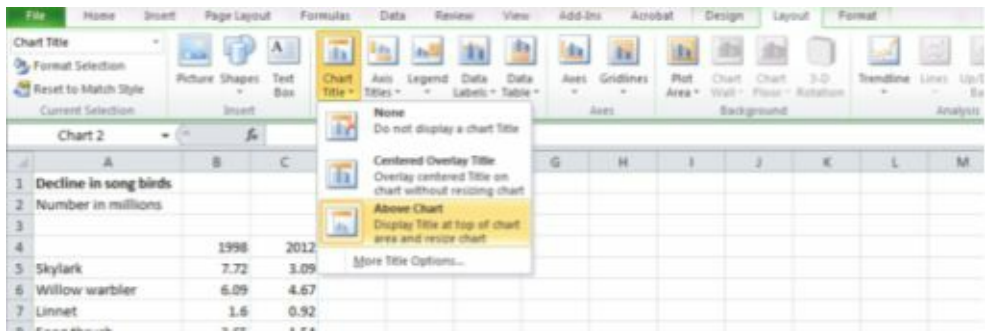 File Home Insert Page Layout Formulas Data Review View Add-Ins Acrobat Design Layout Format
Chart Title
Format Selection
Reset to Match Style
Current Selection
Picture Shapes Text Box
Insert
Chart Title Axis Titles Legend Data Labels Data Table
Axes Gridlines
Axes
Plot Area Chart Wall Chart Floor 3-D Rotation
Background
Trendline Lines
Analysis
Chart 2 fx
None
Do not display a chart Title
Centered Overlay Title
Overlay centered Title on
chart without resizing chart
Above Chart
Display Title at top of chart
area and resize chart
More Title Options...
A B C G H I J K L M
1 Decline in song birds
2 Number in millions
3
4 1998 2012
5 Skylark 7.72 3.09
6 Willow warbler 6.09 4.67
7 Linnet 1.6 0.92